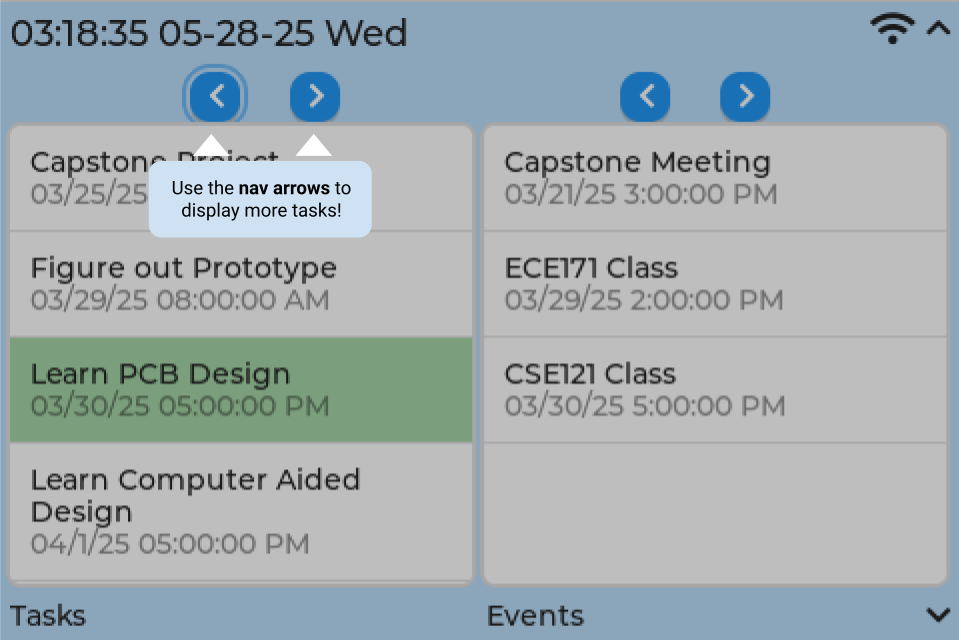 03:18:35 05-28-25 Wed
Capstone Project
03/25/25
Use the nav arrows to
display more tasks!
Figure out Prototype
03/29/25 08:00:00 AM
Learn PCB Design
03/30/25 05:00:00 PM
Learn Computer Aided
Design
04/1/25 05:00:00 PM
Capstone Meeting
03/21/25 3:00:00 PM
ECE171 Class
03/29/25 2:00:00 PM
CSE121 Class
03/30/25 5:00:00 PM
Tasks
Events